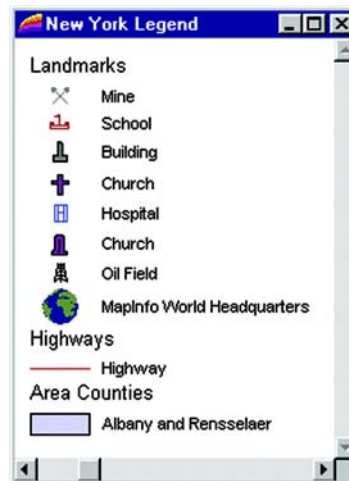 New York Legend
Landmarks
Mine
School
Building
Church
Hospital
Church
Oil Field
MapInfo World Headquarters
Highways
Highway
Area Counties
Albany and Rensselaer